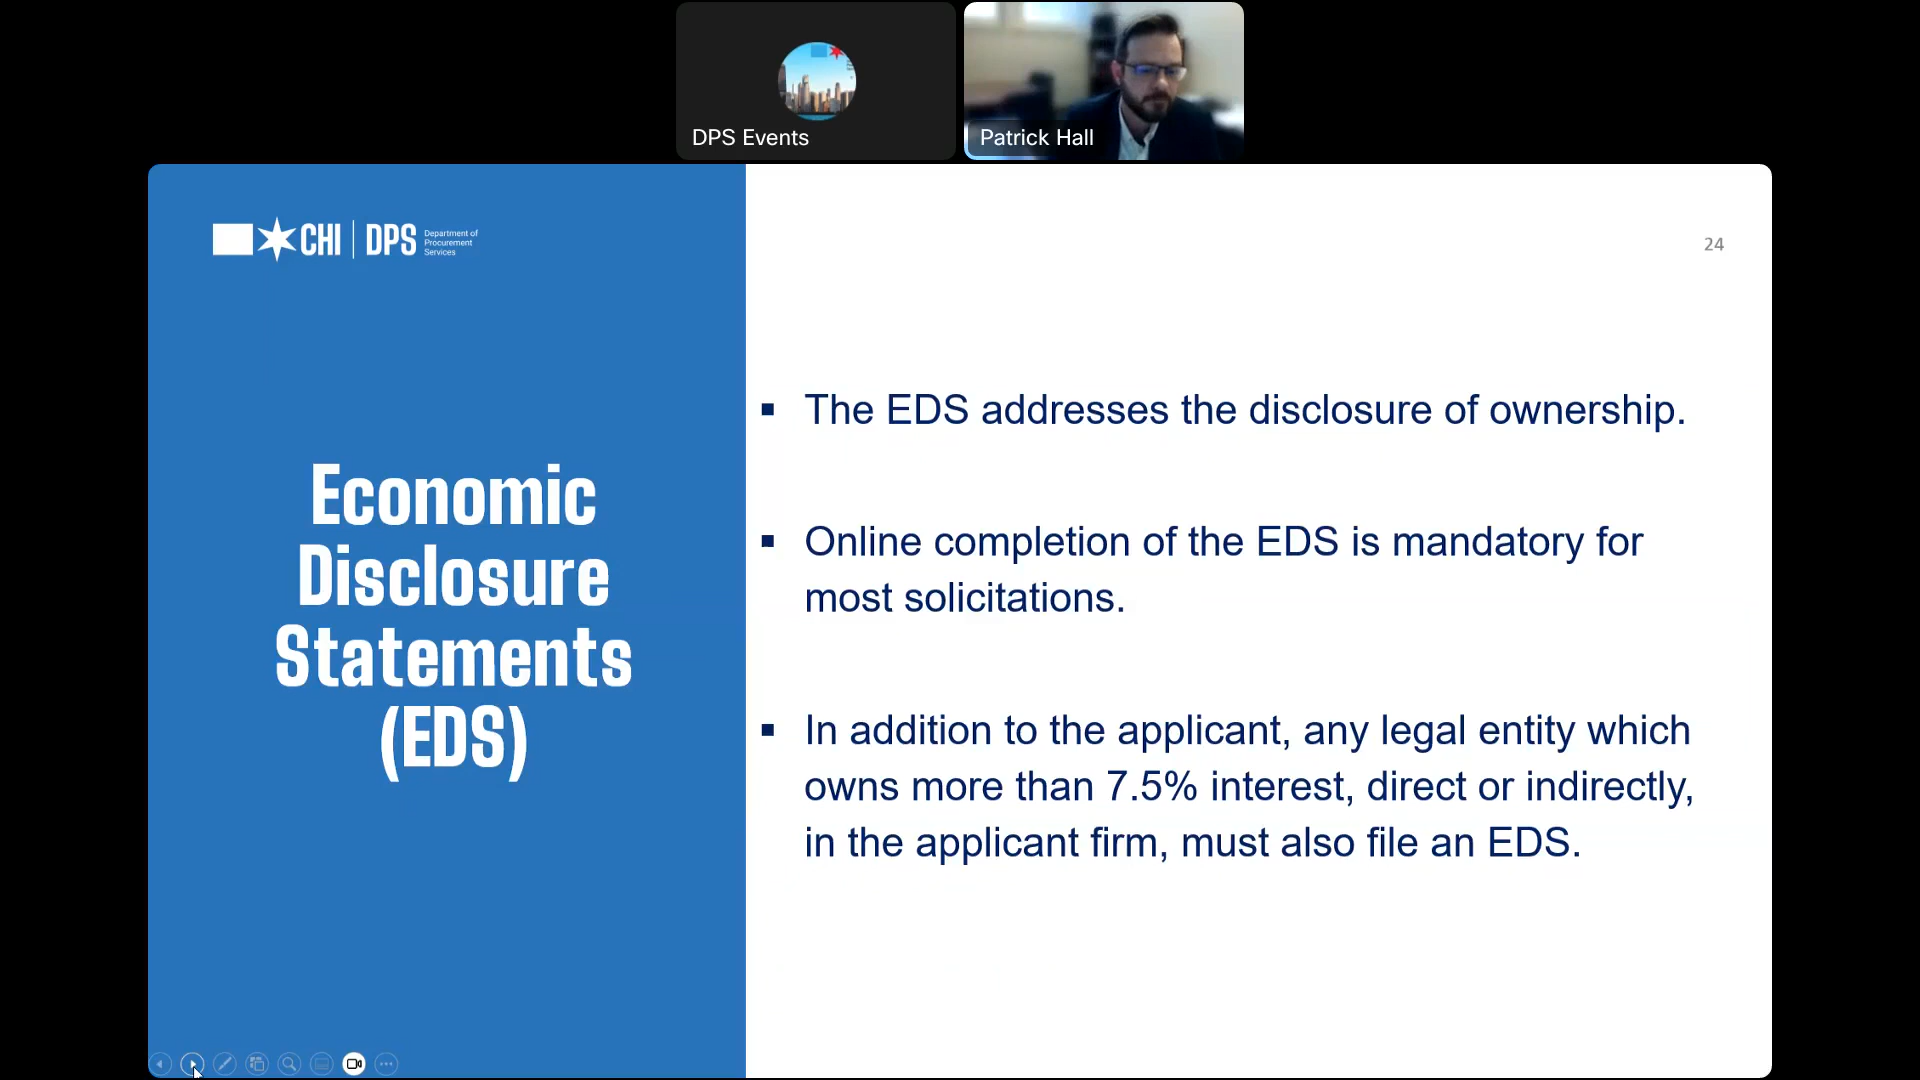 DPS Events
Patrick Hall
CHI DPS Department of
Procurement
Services
24
Economic
Disclosure
Statements
(EDS)
▪ The EDS addresses the disclosure of ownership.
▪ Online completion of the EDS is mandatory for
most solicitations.
▪ In addition to the applicant, any legal entity which
owns more than 7.5% interest, direct or indirectly,
in the applicant firm, must also file an EDS.